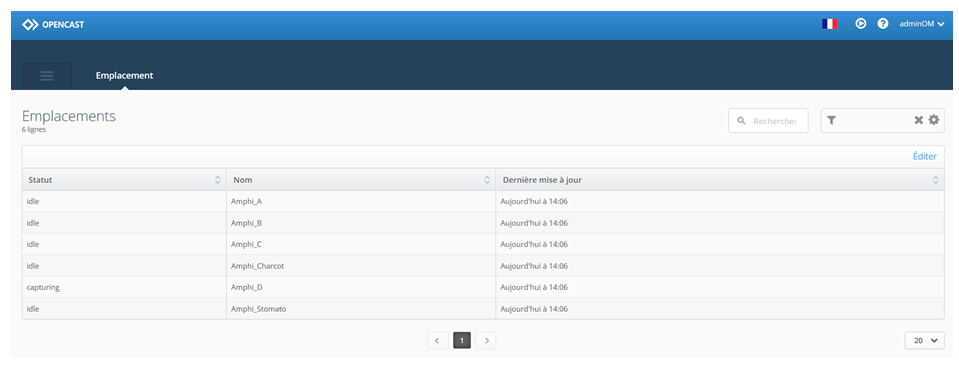 OPENCAST
adminOM
Emplacement
Emplacements
6 lignes
Rechercher
Éditer
Statut Nom Dernière mise à jour
idle Amphi_A Aujourd'hui à 14:06
idle Amphi_B Aujourd'hui à 14:06
idle Amphi_C Aujourd'hui à 14:06
idle Amphi_Charcot Aujourd'hui à 14:06
capturing Amphi_D Aujourd'hui à 14:06
idle Amphi_Stomato Aujourd'hui à 14:06
1
20